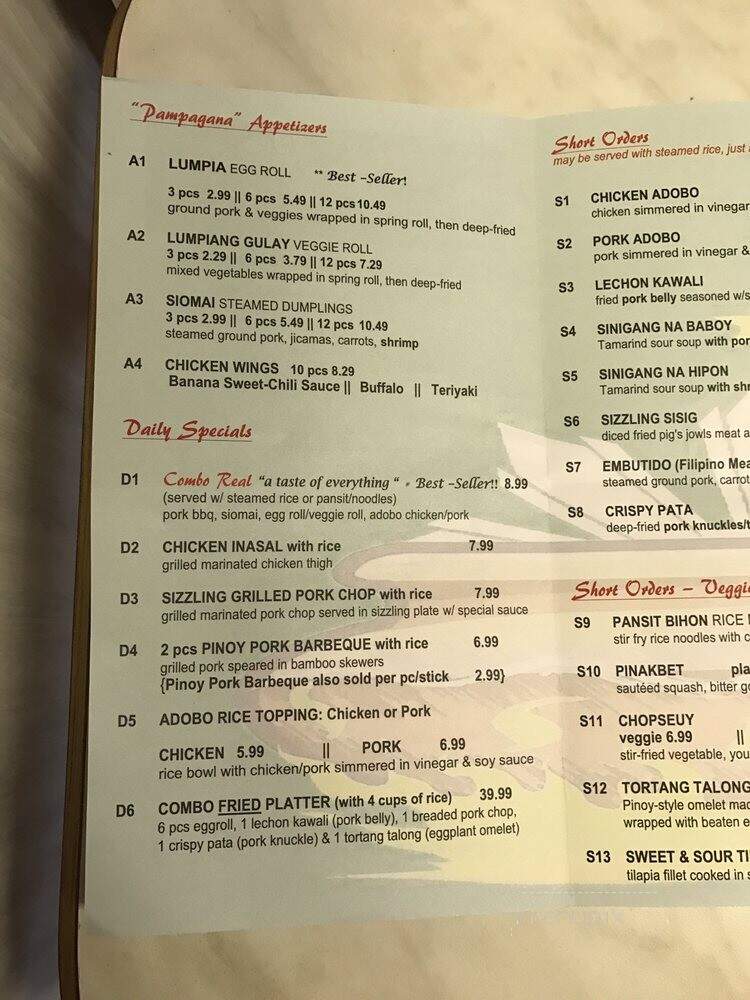 "Pampagana" Appetizers
A1 LUMPIA EGG ROLL ** Best -Seller!
3 pcs 2.99 || 6 pcs 5.49 || 12 pcs 10.49
ground pork & veggies wrapped in spring roll, then deep-fried
A2 LUMPIANG GULAY VEGGIE ROLL
3 pcs 2.29 || 6 pcs 3.79 || 12 pcs 7.29
mixed vegetables wrapped in spring roll, then deep-fried
A3 SIOMAI STEAMED DUMPLINGS
3 pcs 2.99 || 6 pcs 5.49 || 12 pcs 10.49
steamed ground pork, jicamas, carrots, shrimp
A4 CHICKEN WINGS 10 pcs 8.29
Banana Sweet-Chili Sauce || Buffalo || Teriyaki
Daily Specials
D1 Combo Real "a taste of everything " * Best -Seller!! 8.99
(served w/ steamed rice or pansit/noodles)
pork bbq, siomai, egg roll/veggie roll, adobo chicken/pork
D2 CHICKEN INASAL with rice 7.99
grilled marinated chicken thigh
D3 SIZZLING GRILLED PORK CHOP with rice 7.99
grilled marinated pork chop served in sizzling plate w/ special sauce
D4 2 pcs PINOY PORK BARBEQUE with rice 6.99
grilled pork speared in bamboo skewers
{Pinoy Pork Barbeque also sold per pc/stick 2.99}
D5 ADOBO RICE TOPPING: Chicken or Pork
CHICKEN 5.99 || PORK 6.99
rice bowl with chicken/pork simmered in vinegar & soy sauce
D6 COMBO FRIED PLATTER (with 4 cups of rice) 39.99
6 pcs eggroll, 1 lechon kawali (pork belly), 1 breaded pork chop,
1 crispy pata (pork knuckle) & 1 tortang talong (eggplant omelet)
Short Orders
may be served with steamed rice, just
S1 CHICKEN ADOBO
chicken simmered in vinegar
S2 PORK ADOBO
pork simmered in vinegar &
S3 LECHON KAWALI
fried pork belly seasoned w/s
S4 SINIGANG NA BABOY
Tamarind sour soup with por
S5 SINIGANG NA HIPON
Tamarind sour soup with shr
S6 SIZZLING SISIG
diced fried pig's jowls meat a
S7 EMBUTIDO (Filipino Mea
steamed ground pork, carrot
S8 CRISPY PATA
deep-fried pork knuckles/t
Short Orders – Veggi
S9 PANSIT BIHON RICE
stir fry rice noodles with c
S10 PINAKBET pla
sautéed squash, bitter go
S11 CHOPSEUY
veggie 6.99 ||
stir-fried vegetable, you
S12 TORTANG TALONG
Pinoy-style omelet mad
wrapped with beaten e
S13 SWEET & SOUR TI
tilapia fillet cooked in s